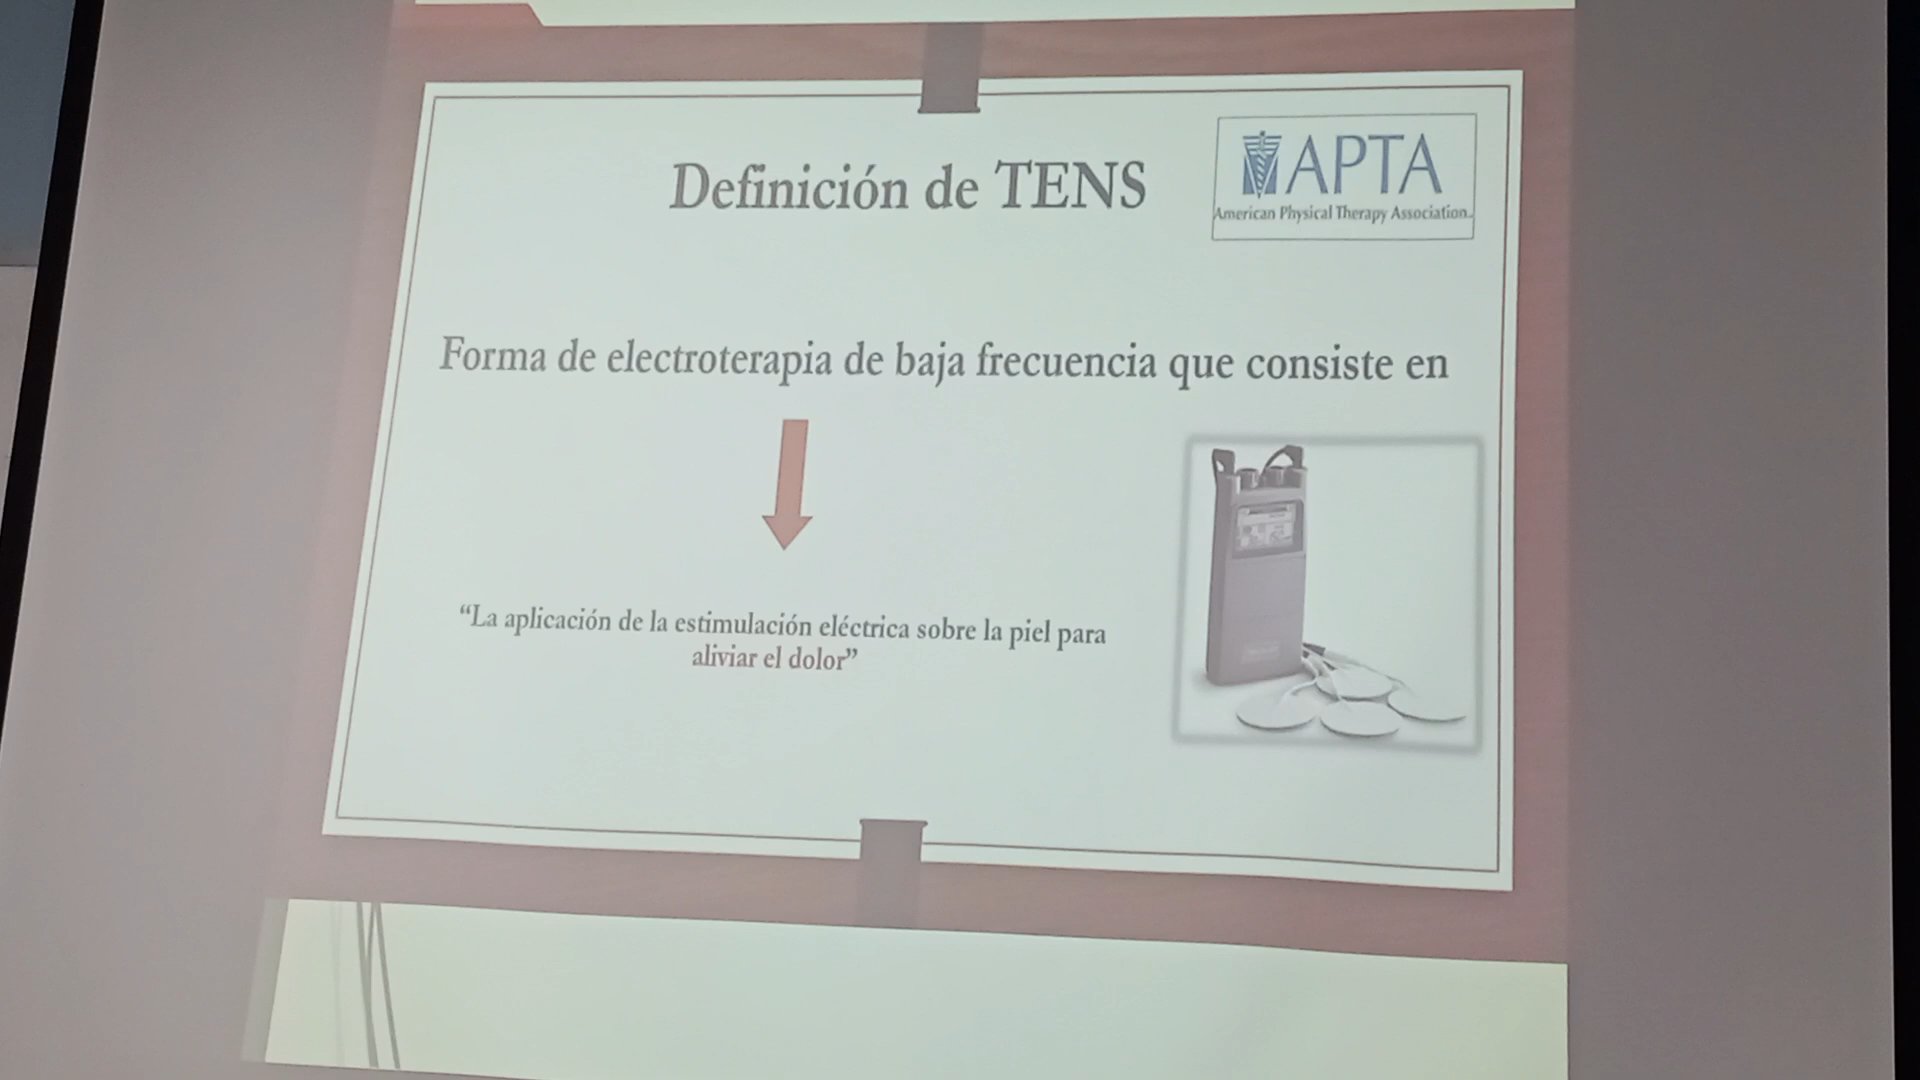 Definición de TENS
APTA
American Physical Therapy Association.
Forma de electroterapia de baja frecuencia que consiste en
“La aplicación de la estimulación eléctrica sobre la piel para
aliviar el dolor”